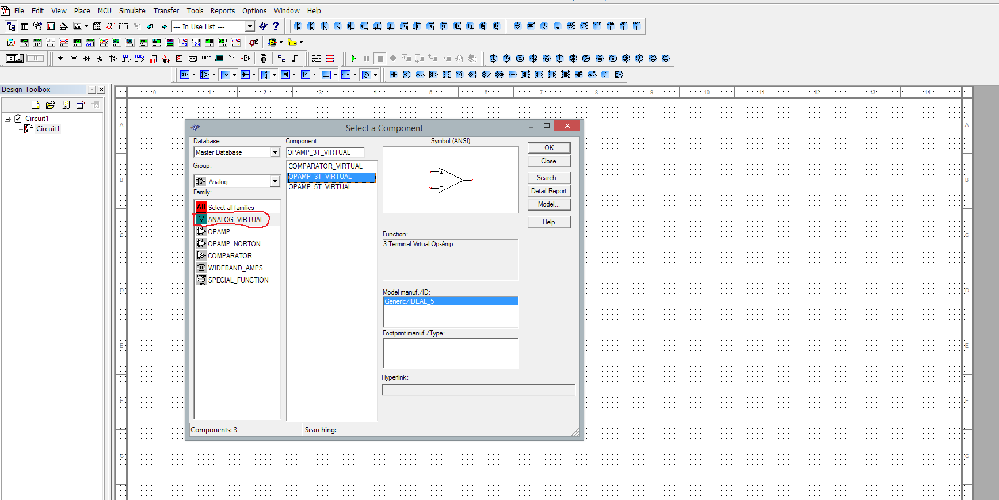 File Edit View Place MCU Simulate Transfer Tools Reports Options Window Help
--- In Use List ---
Design Toolbox
Circuit1
Circuit1
0 1 2 3 4 5 6 7 8 9 10 11 12 13 14
A
B
C
D
E
F
G
A
B
C
D
E
F
G
Select a Component
Database:
Master Database
Group:
Analog
Family:
All Select all families
ANALOG_VIRTUAL
OPAMP
OPAMP_NORTON
COMPARATOR
WIDEBAND_AMPS
SPECIAL_FUNCTION
Component:
OPAMP_3T_VIRTUAL
COMPARATOR_VIRTUAL
OPAMP_3T_VIRTUAL
OPAMP_5T_VIRTUAL
Symbol (ANSI)
OK
Close
Search...
Detail Report
Model...
Help
Function:
3 Terminal Virtual Op-Amp
Model manuf./ID:
Generic/IDEAL_5
Footprint manuf./Type:
Hyperlink:
Components: 3
Searching: